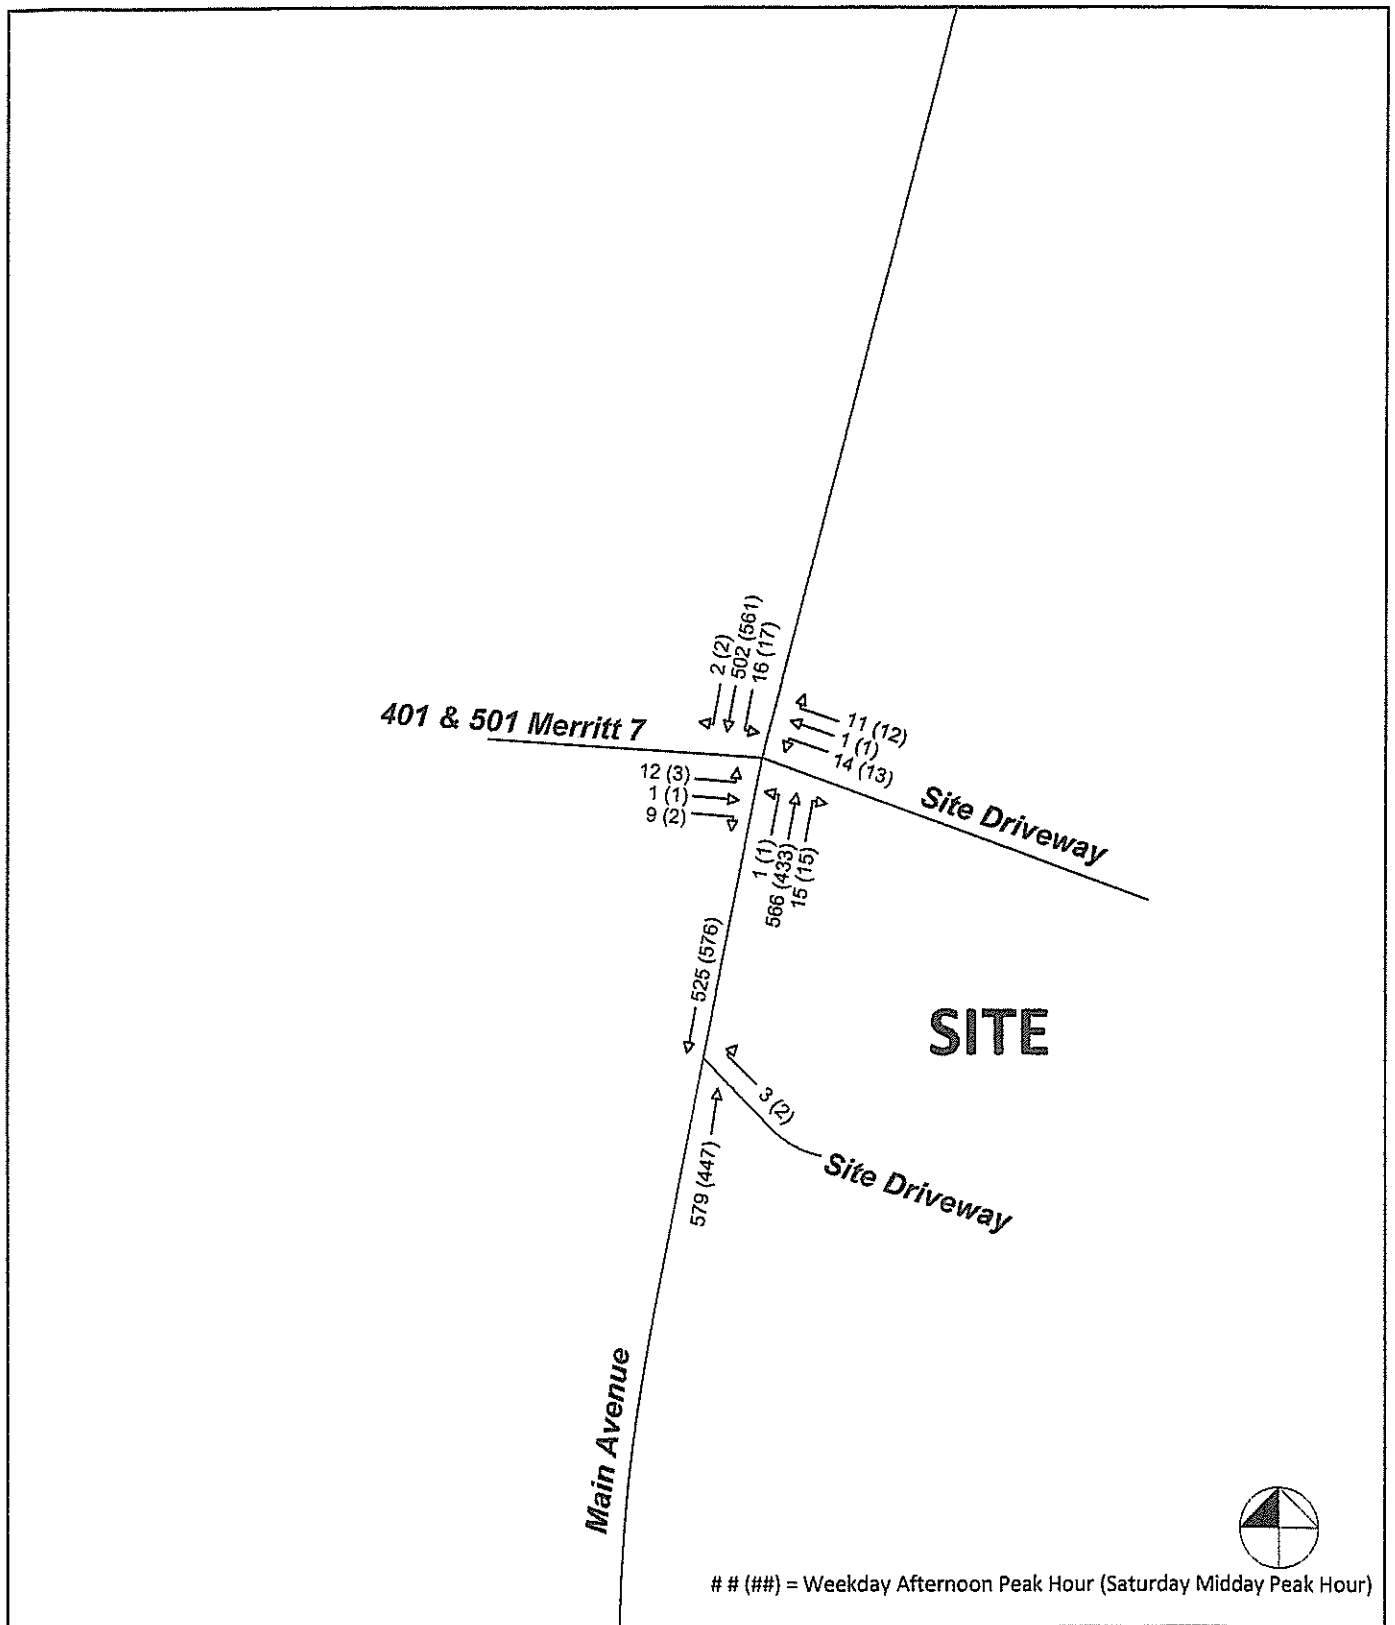 2 (2)
502 (561)
16 (17)
401 & 501 Merritt 7
11 (12)
1 (1)
14 (13)
12 (3)
1 (1)
9 (2)
Site Driveway
1 (1)
566 (433)
15 (15)
525 (576)
SITE
3 (2)
579 (447)
Site Driveway
Main Avenue
# # (##) = Weekday Afternoon Peak Hour (Saturday Midday Peak Hour)